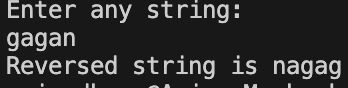 Enter any string:
gagan
Reversed string is nagag